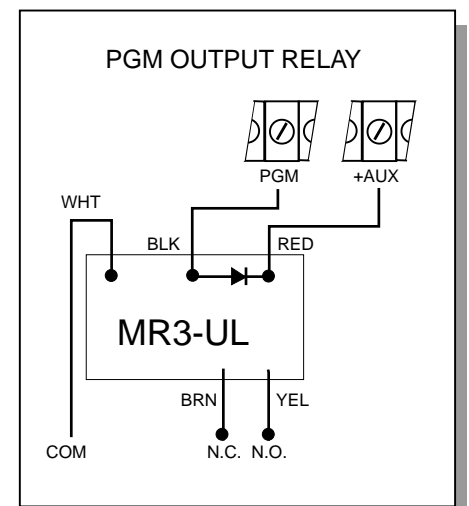 PGM OUTPUT RELAY
PGM +AUX
WHT
BLK RED
MR3-UL
BRN YEL
COM N.C. N.O.